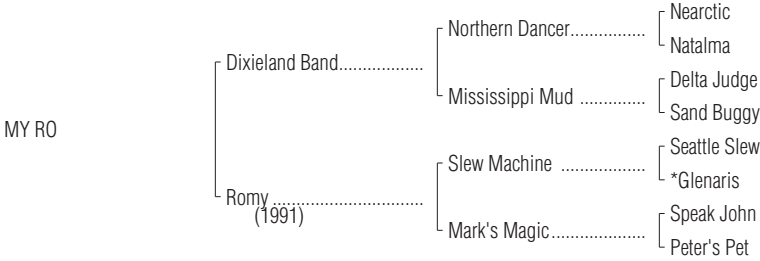 Nearctic
Northern Dancer................
Natalma
Dixieland Band..................
Delta Judge
Mississippi Mud ..............
Sand Buggy
MY RO
Seattle Slew
Slew Machine ..................
*Glenaris
Romy ................................
(1991)
Speak John
Mark's Magic....................
Peter's Pet